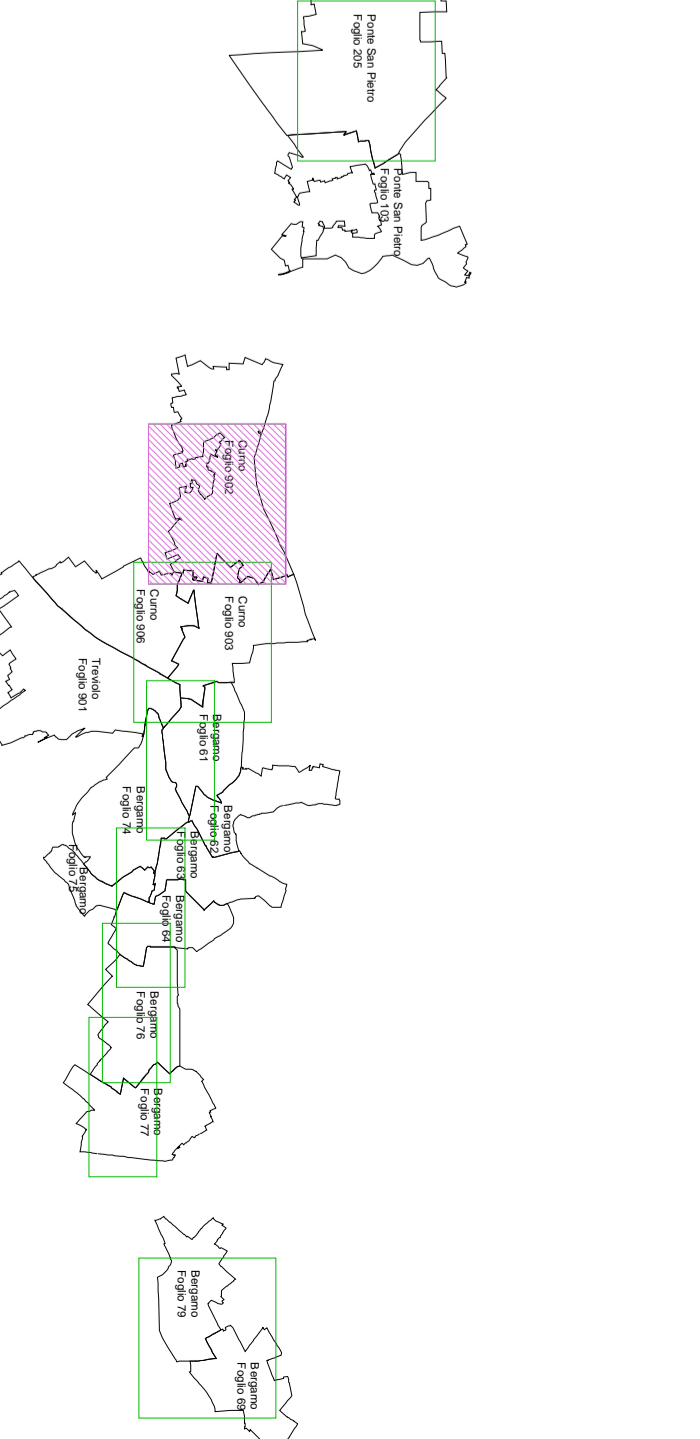 Ponte San Pietro
Foglio 205
Ponte San Pietro
Foglio 103
Curno
Foglio 902
Curno
Foglio 906
Curno
Foglio 903
Treviolo
Foglio 901
Bergamo
Foglio 61
Bergamo
Foglio 74
Bergamo
Foglio 62
Bergamo
Foglio 63
Bergamo
Foglio 75
Bergamo
Foglio 64
Bergamo
Foglio 76
Bergamo
Foglio 77
Bergamo
Foglio 79
Bergamo
Foglio 69